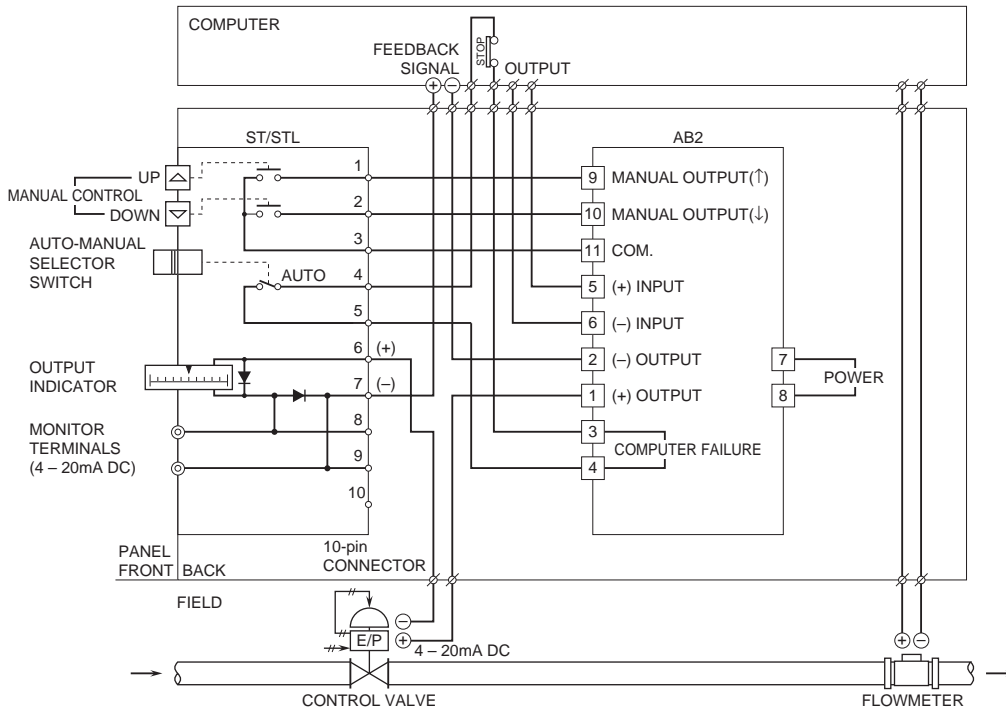 COMPUTER
FEEDBACK
SIGNAL
STOP
OUTPUT
+
–
ST/STL
AB2
UP
MANUAL CONTROL
DOWN
AUTO-MANUAL
SELECTOR
SWITCH
AUTO
OUTPUT
INDICATOR
MONITOR
TERMINALS
(4 – 20mA DC)
1
2
3
4
5
6 (+)
7 (–)
8
9
10
10-pin
CONNECTOR
9 MANUAL OUTPUT(↑)
10 MANUAL OUTPUT(↓)
11 COM.
5 (+) INPUT
6 (–) INPUT
2 (–) OUTPUT
1 (+) OUTPUT
3
COMPUTER FAILURE
4
7
POWER
8
PANEL
FRONT BACK
FIELD
–
E/P +
4 – 20mA DC
+ –
CONTROL VALVE
FLOWMETER